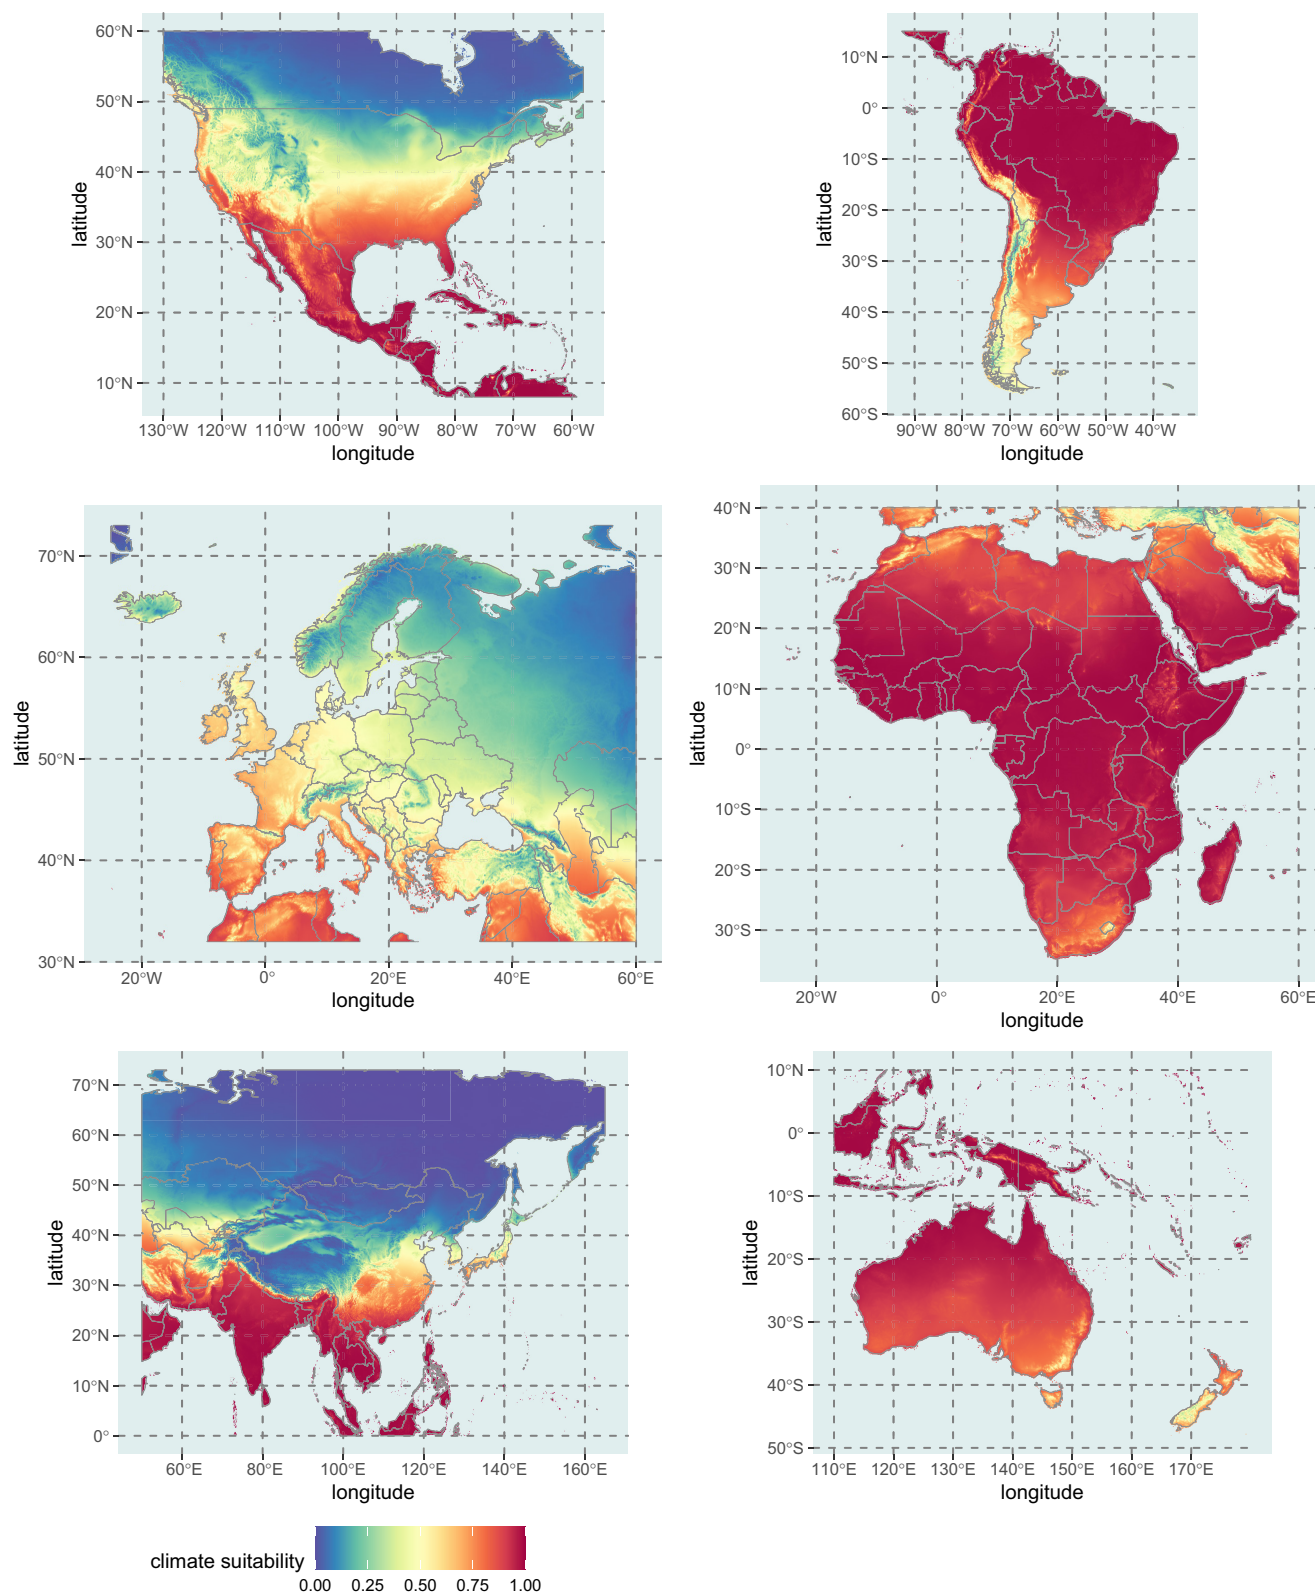 60°N
50°N
40°N
30°N
20°N
10°N
latitude
130°W 120°W 110°W 100°W 90°W 80°W 70°W 60°W
longitude
10°N
0°
10°S
20°S
30°S
40°S
50°S
60°S
latitude
90°W 80°W 70°W 60°W 50°W 40°W
longitude
70°N
60°N
50°N
40°N
30°N
latitude
20°W 0° 20°E 40°E 60°E
longitude
40°N
30°N
20°N
10°N
0°
10°S
20°S
30°S
latitude
20°W 0° 20°E 40°E 60°E
longitude
70°N
60°N
50°N
40°N
30°N
20°N
10°N
0°
latitude
60°E 80°E 100°E 120°E 140°E 160°E
longitude
10°N
0°
10°S
20°S
30°S
40°S
50°S
latitude
110°E 120°E 130°E 140°E 150°E 160°E 170°E
longitude
climate suitability
0.00 0.25 0.50 0.75 1.00